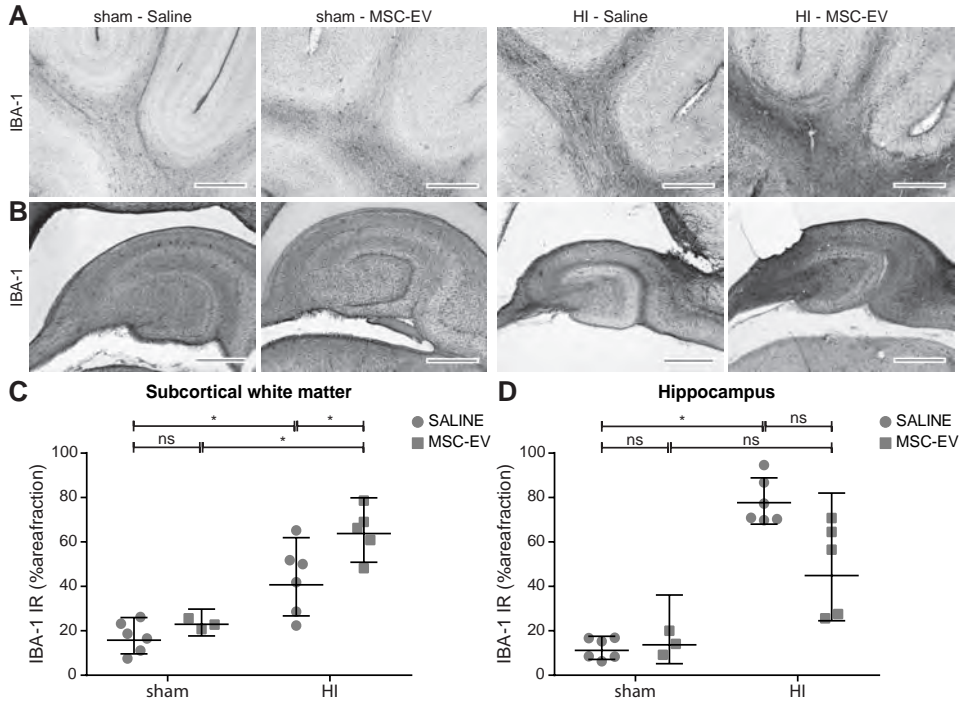 A
sham - Saline
sham - MSC-EV
HI - Saline
HI - MSC-EV
IBA-1
B
IBA-1
C
Subcortical white matter
SALINE
MSC-EV
*
*
ns
*
IBA-1 IR (%areafraction)
100
80
60
40
20
0
sham
HI
D
Hippocampus
SALINE
MSC-EV
*
ns
ns
ns
IBA-1 IR (%areafraction)
100
80
60
40
20
0
sham
HI